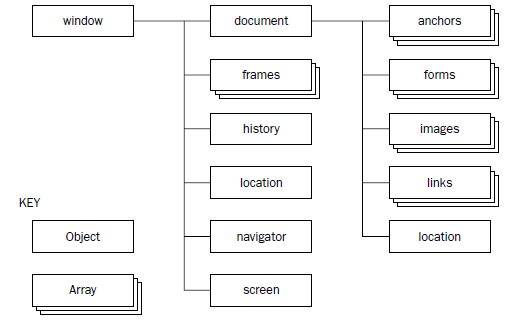 window
document
anchors
frames
forms
history
images
location
links
KEY
Object
navigator
location
Array
screen